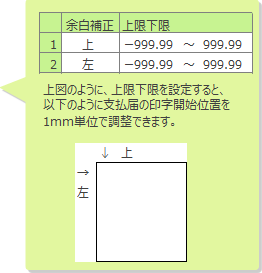 余白補正 上限下限
1 上 −999.99 ～ 999.99
2 左 −999.99 ～ 999.99
上図のように、上限下限を設定すると、
以下のように支払届の印字開始位置を
1mm単位で調整できます。
↓ 上
→
左